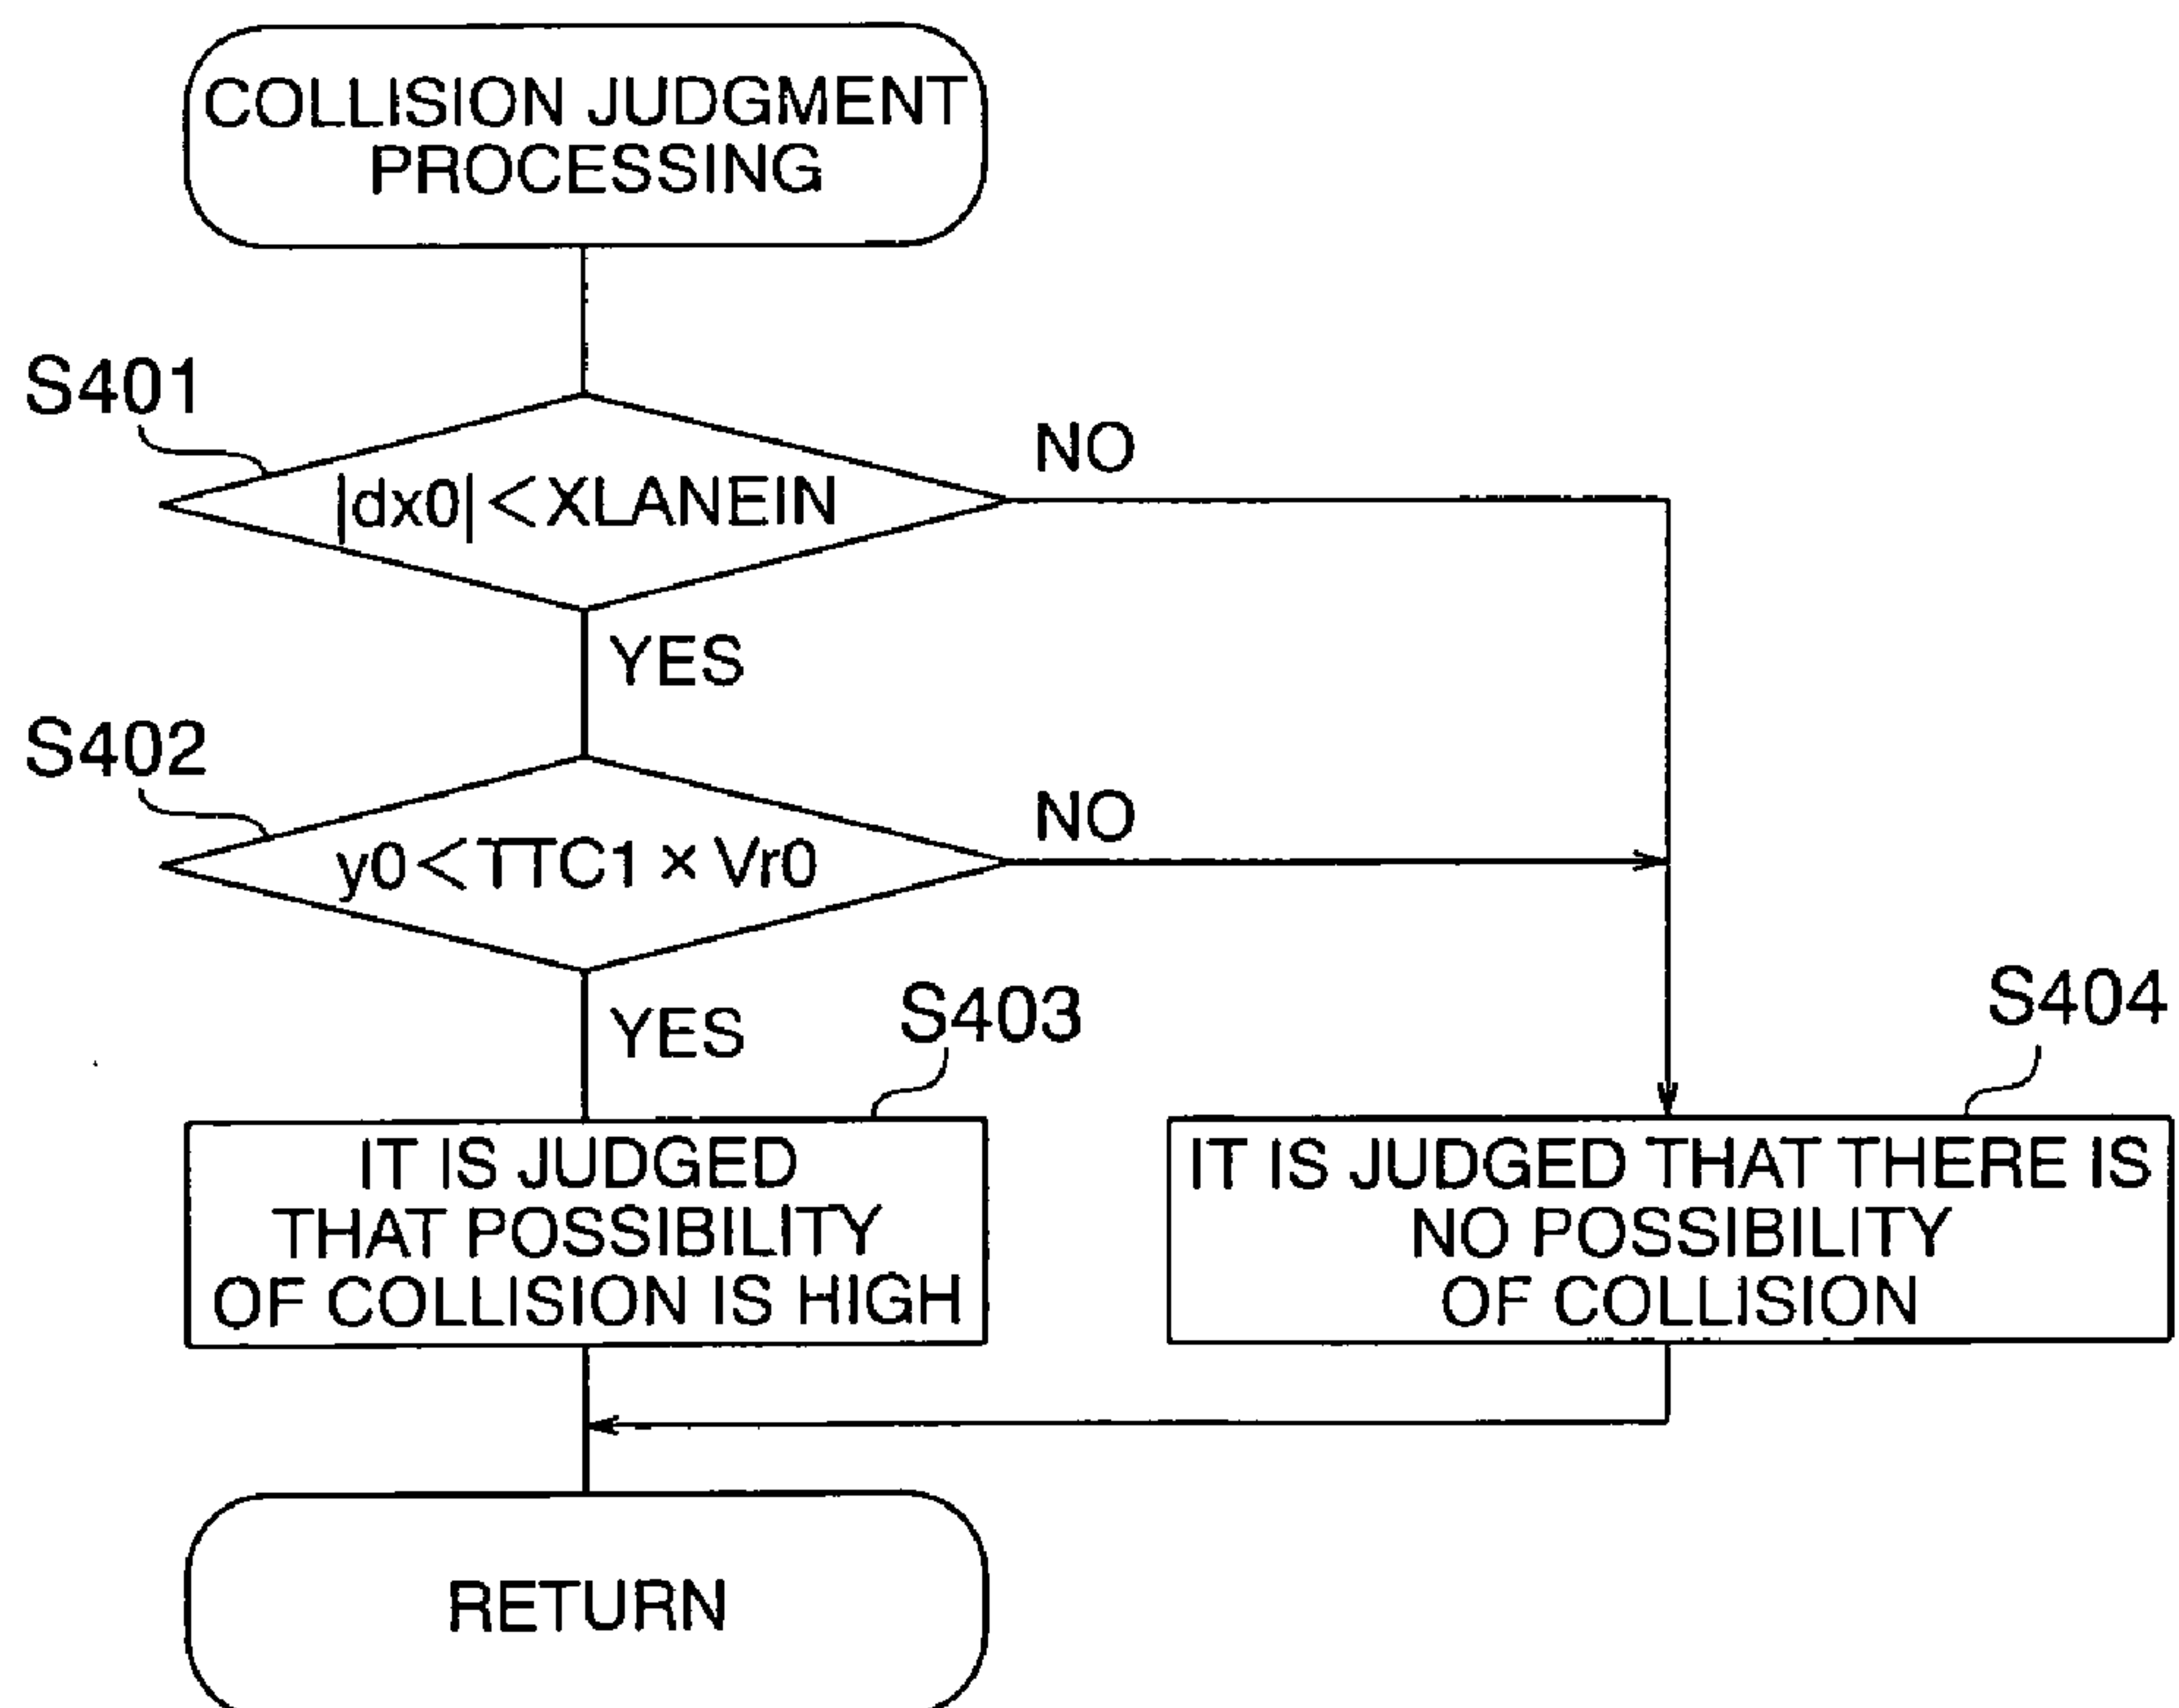 COLLISION JUDGMENT
PROCESSING
S401
|dx0|<XLANEIN
NO
YES
S402
y0<TTC1 × Vr0
NO
YES
S403
IT IS JUDGED
THAT POSSIBILITY
OF COLLISION IS HIGH
S404
IT IS JUDGED THAT THERE IS
NO POSSIBILITY
OF COLLISION
RETURN